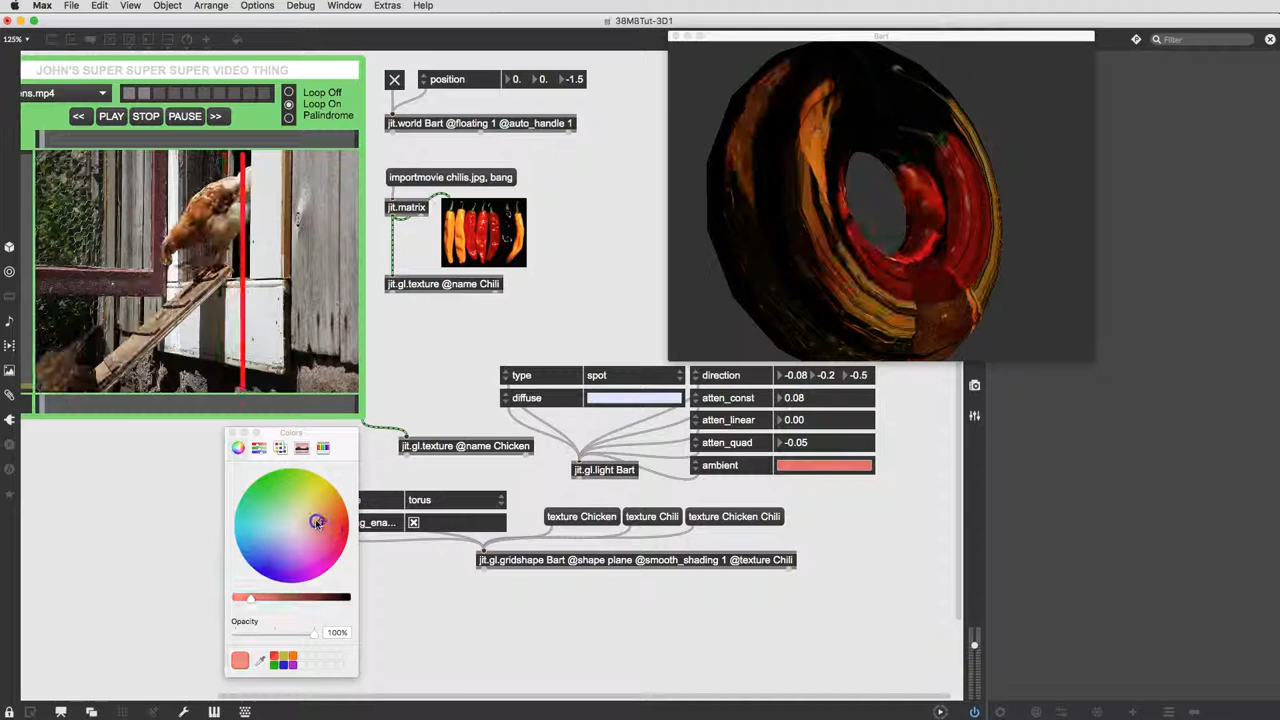 Max File Edit View Object Arrange Options Debug Window Extras Help
38M8Tut-3D1
125%
Filter
JOHN'S SUPER SUPER SUPER VIDEO THING
ns.mp4
Loop Off
Loop On
Palindrome
<< PLAY STOP PAUSE >>
position 0. 0. -1.5
jit.world Bart @floating 1 @auto_handle 1
importmovie chilis.jpg, bang
jit.matrix
jit.gl.texture @name Chili
Bart
type spot
diffuse
direction -0.08 -0.2 -0.5
atten_const 0.08
atten_linear 0.00
atten_quad -0.05
ambient
jit.gl.texture @name Chicken
jit.gl.light Bart
Colors
Opacity
100%
torus
g_ena...
texture Chicken
texture Chili
texture Chicken Chili
jit.gl.gridshape Bart @shape plane @smooth_shading 1 @texture Chili